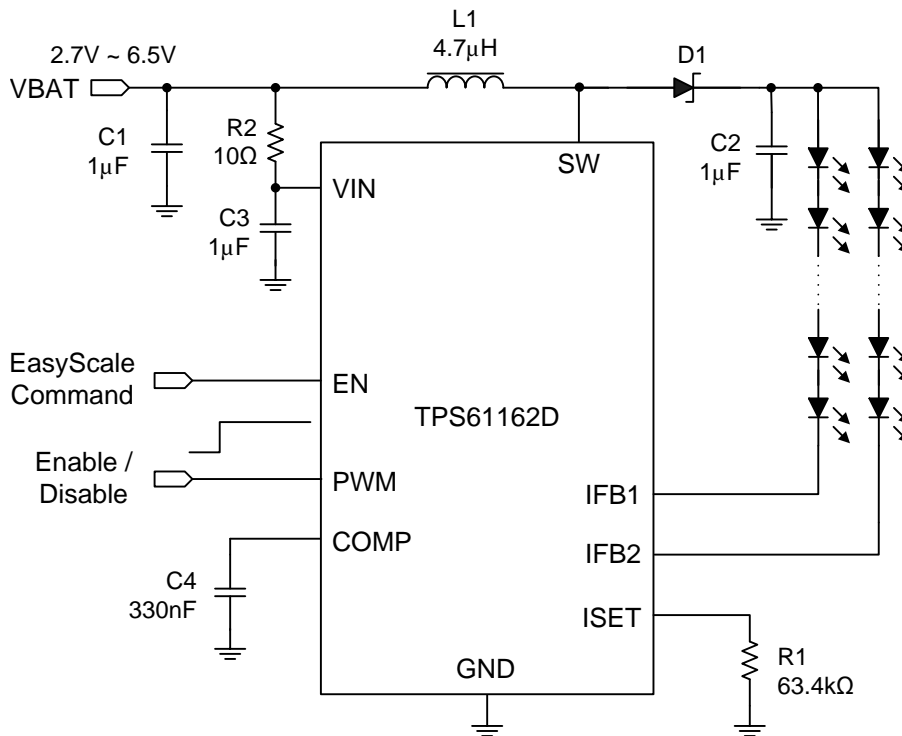 L1
4.7μH
2.7V ~ 6.5V
VBAT
D1
C1
1μF
R2
10Ω
C2
1μF
SW
VIN
C3
1μF
EasyScale
Command
EN
TPS61162D
Enable /
Disable
PWM
IFB1
COMP
IFB2
C4
330nF
ISET
GND
R1
63.4kΩ